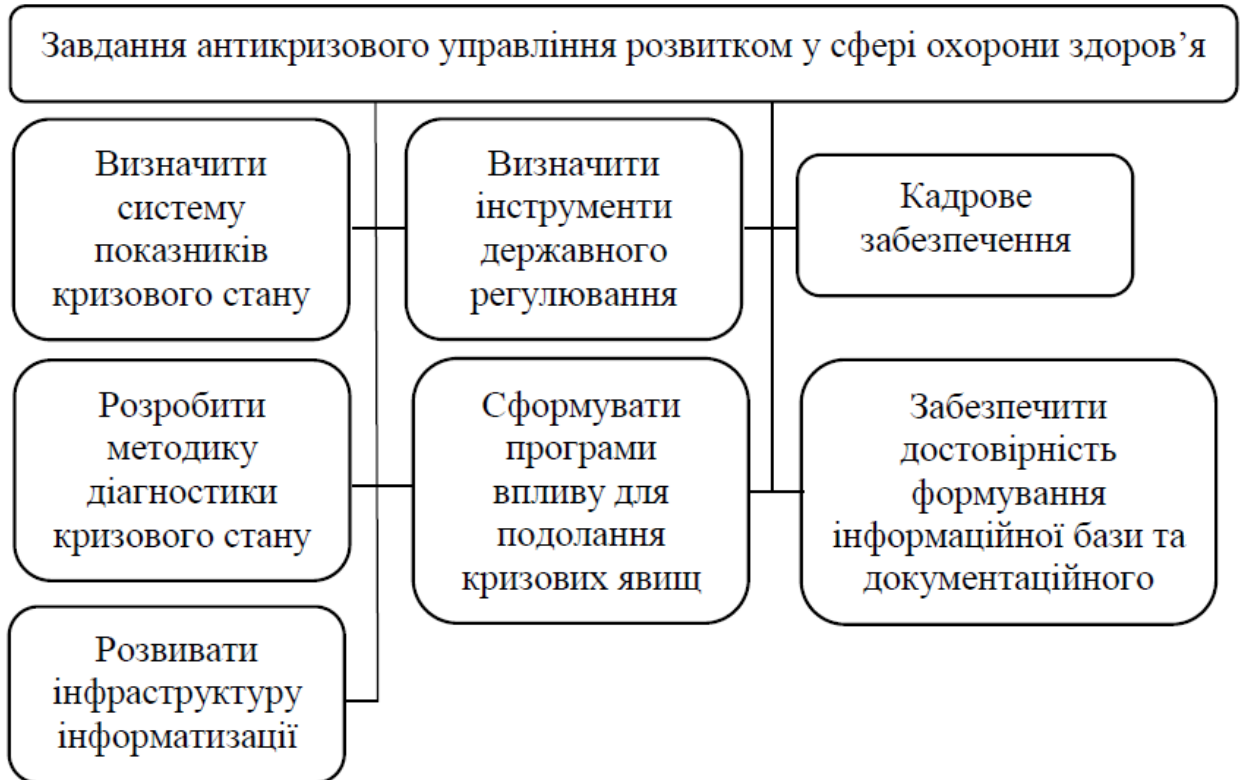 Завдання антикризового управління розвитком у сфері охорони здоров’я
Визначити
систему
показників
кризового стану
Визначити
інструменти
державного
регулювання
Кадрове
забезпечення
Розробити
методику
діагностики
кризового стану
Сформувати
програми
впливу для
подолання
кризових явищ
Забезпечити
достовірність
формування
інформаційної бази та
документаційного
Розвивати
інфраструктуру
інформатизації